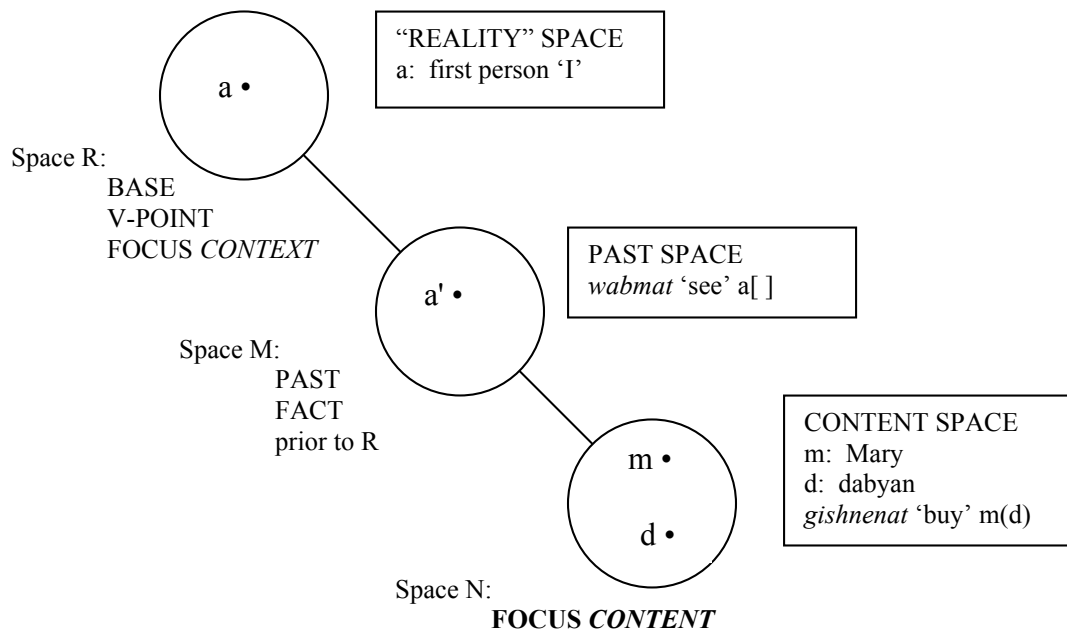 “REALITY” SPACE
a: first person ‘I’
a •
Space R:
BASE
V-POINT
FOCUS CONTEXT
PAST SPACE
wabmat ‘see’ a[ ]
a' •
Space M:
PAST
FACT
prior to R
CONTENT SPACE
m: Mary
d: dabyan
gishnenat ‘buy’ m(d)
m •
d •
Space N:
FOCUS CONTENT